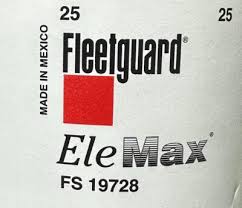 25 25
Fleetguard®
MADE IN MEXICO
EleMax®
FS 19728